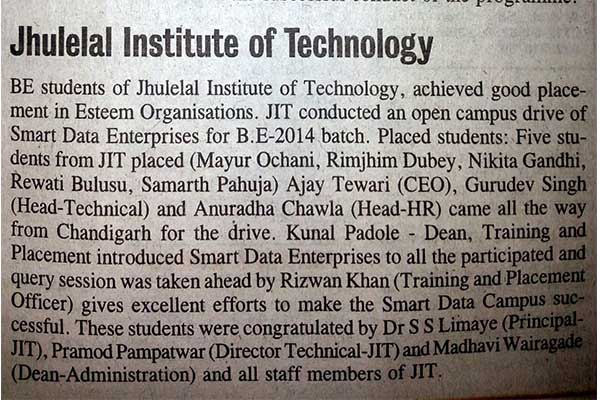 Jhulelal Institute of Technology
BE students of Jhulelal Institute of Technology, achieved good place-
ment in Esteem Organisations. JIT conducted an open campus drive of
Smart Data Enterprises for B.E-2014 batch. Placed students: Five stu-
dents from JIT placed (Mayur Ochani, Rimjhim Dubey, Nikita Gandhi,
Rewati Bulusu, Samarth Pahuja) Ajay Tewari (CEO), Gurudev Singh
(Head-Technical) and Anuradha Chawla (Head-HR) came all the way
from Chandigarh for the drive. Kunal Padole - Dean, Training and
Placement introduced Smart Data Enterprises to all the participated and
query session was taken ahead by Rizwan Khan (Training and Placement
Officer) gives excellent efforts to make the Smart Data Campus suc-
cessful. These students were congratulated by Dr S S Limaye (Principal-
JIT), Pramod Pampatwar (Director Technical-JIT) and Madhavi Wairagade
(Dean-Administration) and all staff members of JIT.